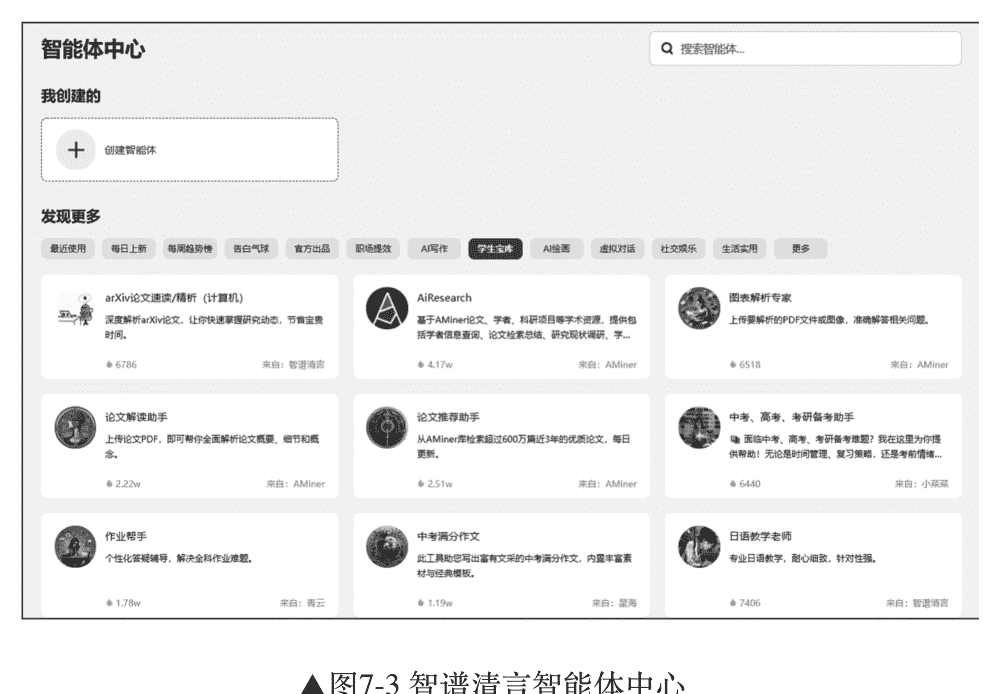 智能体中心
搜索智能体...
我创建的
创建智能体
发现更多
最近使用 每日上新 每周趋势榜 告白气球 官方出品 职场提效 AI写作 学生宝库 AI绘画 虚拟对话 社交娱乐 生活实用 更多
arXiv论文速读/精析（计算机）
深度解析arXiv论文，让你快速掌握研究动态，节省宝贵
时间。
6786 来自：智谱清言
AiResearch
基于AMiner论文、学者、科研项目等学术资源，提供包
括学者信息查询、论文检索总结、研究现状调研、学...
4.17w 来自：AMiner
图表解析专家
上传要解析的PDF文件或图像，准确解答相关问题。
6518 来自：AMiner
论文解读助手
上传论文PDF，即可帮你全面解析论文概要、细节和概
念。
2.22w 来自：AMiner
论文推荐助手
从AMiner库检索超过600万篇近3年的优质论文，每日
更新。
2.51w 来自：AMiner
中考、高考、考研备考助手
面临中考、高考、考研备考难题？我在这里为你提
供帮助！无论是时间管理、复习策略，还是考前情绪...
6440 来自：小菜菜
作业帮手
个性化答疑辅导，解决全科作业难题。
1.78w 来自：青云
中考满分作文
此工具助您写出富有文采的中考满分作文，内置丰富素
材与经典模板。
1.19w 来自：星海
日语教学老师
专业日语教学，耐心细致，针对性强。
7406 来自：智谱清言
▲图7-3 智谱清言智能体中心